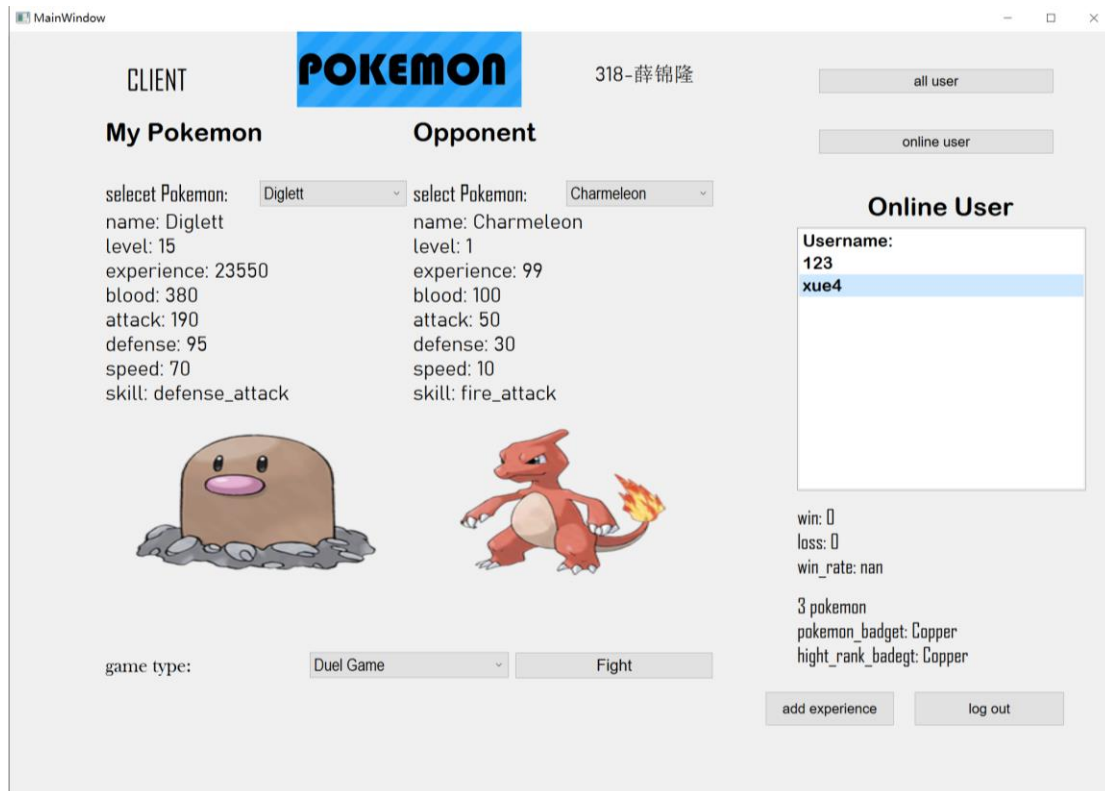 MainWindow
CLIENT
POKEMON
318-薛锦隆
all user
online user
My Pokemon
Opponent
selecet Pokemon:
Diglett
select Pokemon:
Charmeleon
name: Diglett
level: 15
experience: 23550
blood: 380
attack: 190
defense: 95
speed: 70
skill: defense_attack
name: Charmeleon
level: 1
experience: 99
blood: 100
attack: 50
defense: 30
speed: 10
skill: fire_attack
Online User
Username:
123
xue4
win: 0
loss: 0
win_rate: nan
3 pokemon
pokemon_badget: Copper
hight_rank_badegt: Copper
game type:
Duel Game
Fight
add experience
log out